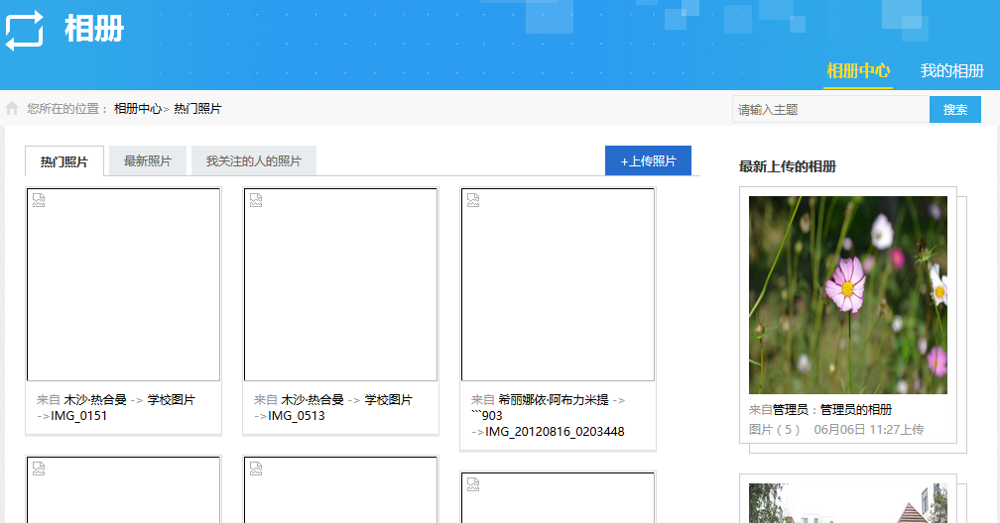 相册
相册中心 我的相册
您所在的位置： 相册中心> 热门照片
请输入主题 搜索
热门照片 最新照片 我关注的人的照片 +上传照片
来自 木沙·热合曼 -> 学校图片
->IMG_0151
来自 木沙·热合曼 -> 学校图片
->IMG_0513
来自 希丽娜依·阿布力米提 ->
```903
->IMG_20120816_0203448
最新上传的相册
来自管理员：管理员的相册
图片（ 5 ） 06月06日 11:27上传